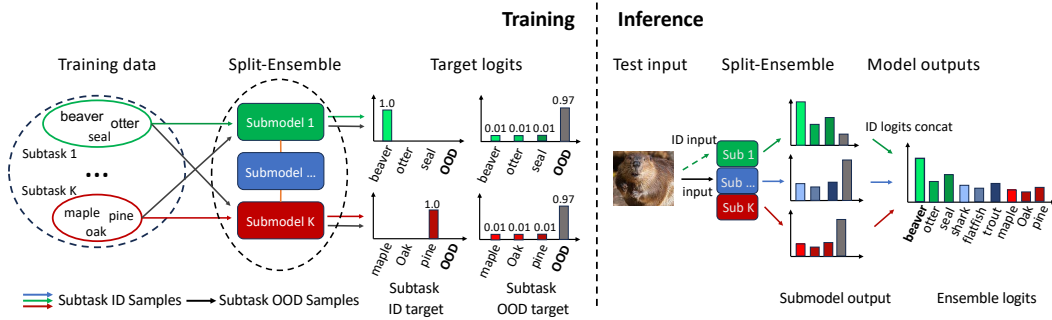 Training
Inference
Training data
Split-Ensemble
Target logits
Test input
Split-Ensemble
Model outputs
beaver
otter
seal
Subtask 1
...
Subtask K
maple
pine
oak
Submodel 1
Submodel ...
Submodel K
1.0
beaver
otter
seal
OOD
0.97
0.01 0.01 0.01
beaver
otter
seal
OOD
1.0
maple
Oak
pine
OOD
0.97
0.01 0.01 0.01
maple
Oak
pine
OOD
Subtask
ID target
Subtask
OOD target
Subtask ID Samples
Subtask OOD Samples
ID input
input
Sub 1
Sub ...
Sub K
ID logits concat
beaver
otter
seal
shark
flatfish
trout
maple
Oak
pine
Submodel output
Ensemble logits